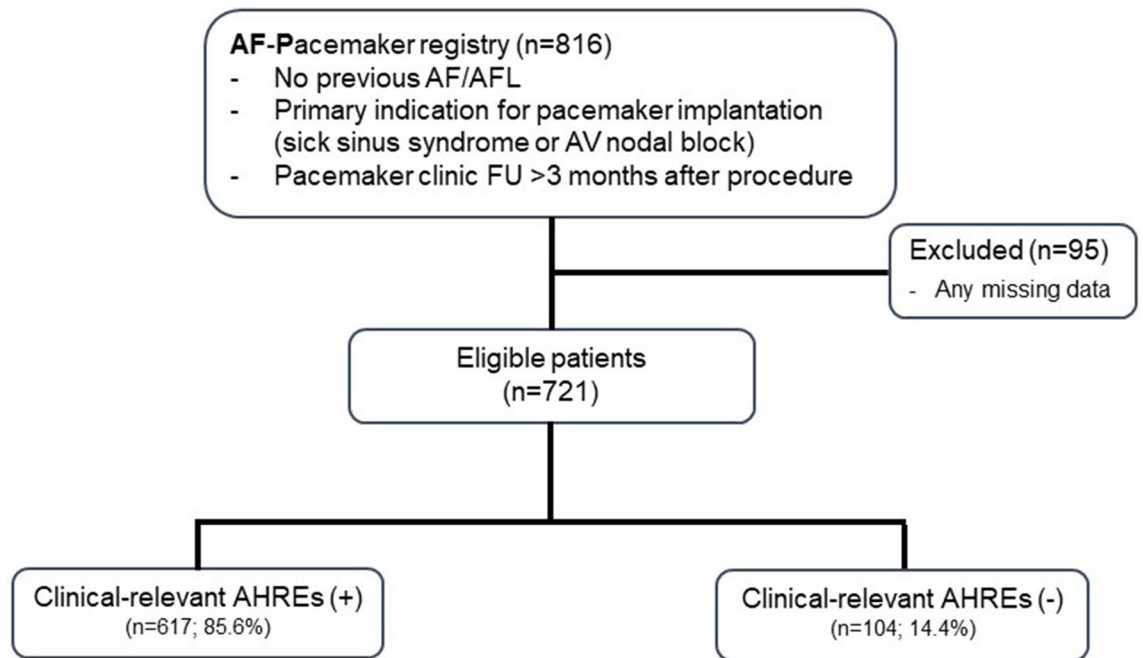 AF-Pacemaker registry (n=816)
- No previous AF/AFL
- Primary indication for pacemaker implantation
(sick sinus syndrome or AV nodal block)
- Pacemaker clinic FU >3 months after procedure
Excluded (n=95)
- Any missing data
Eligible patients
(n=721)
Clinical-relevant AHREs (+)
(n=617; 85.6%)
Clinical-relevant AHREs (-)
(n=104; 14.4%)